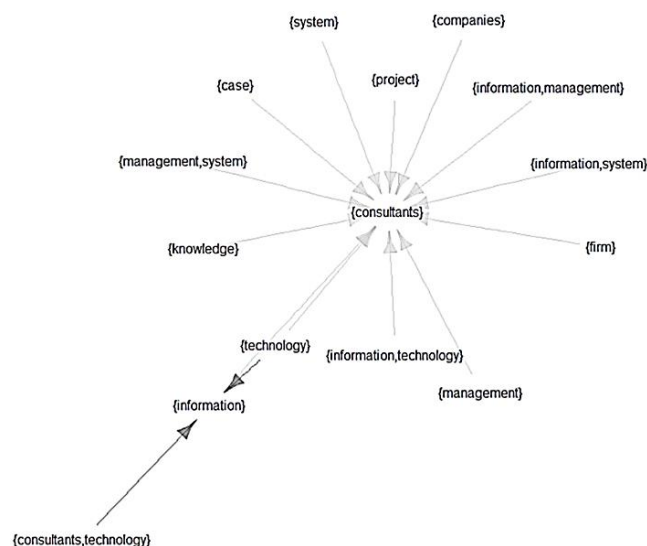 {system}
{companies}
{case}
{project}
{information,management}
{management,system}
{information,system}
{consultants}
{knowledge}
{firm}
{technology}
{information,technology}
{management}
{information}
{consultants,technology}